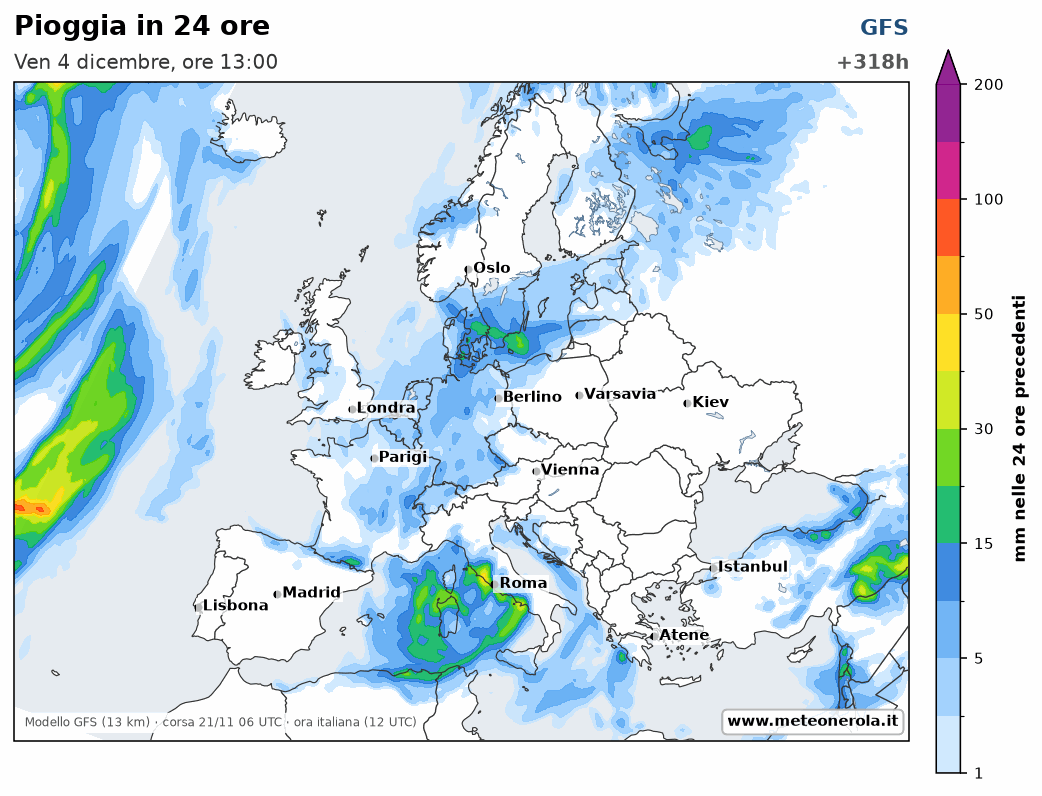 Pioggia in 24 ore
GFS
Ven 4 dicembre, ore 13:00
+318h
200
100
50
30
15
5
1
mm nelle 24 ore precedenti
Oslo
Berlino
Varsavia
Kiev
Londra
Parigi
Vienna
Istanbul
Roma
Madrid
Lisbona
Atene
Modello GFS (13 km) · corsa 21/11 06 UTC · ora italiana (12 UTC)
www.meteonerola.it